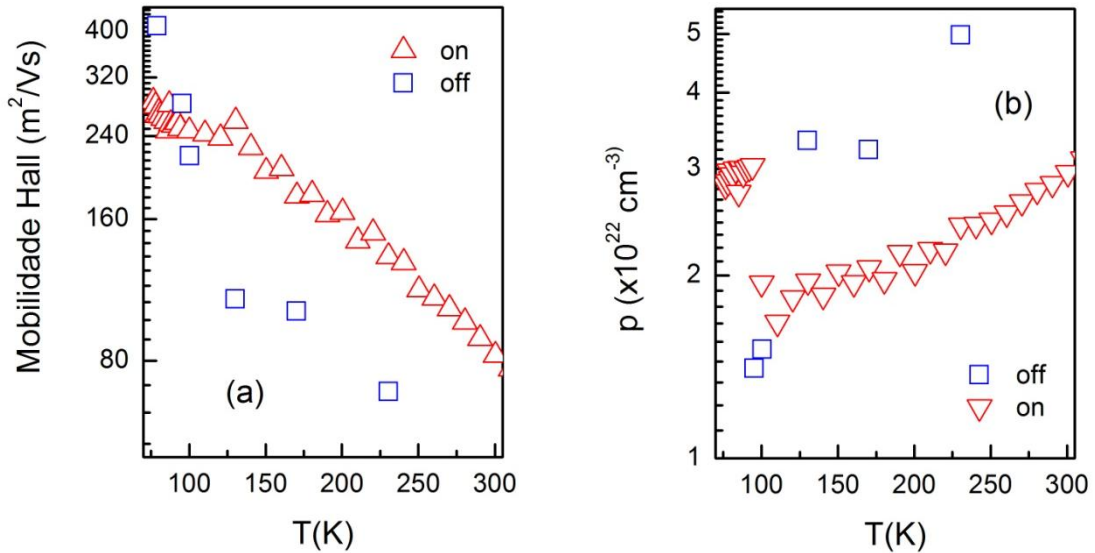 Mobilidade Hall (m²/Vs)
400
320
240
160
80
on
off
(a)
100 150 200 250 300
T(K)
p (x10²² cm⁻³)
5
4
3
2
1
(b)
off
on
100 150 200 250 300
T(K)